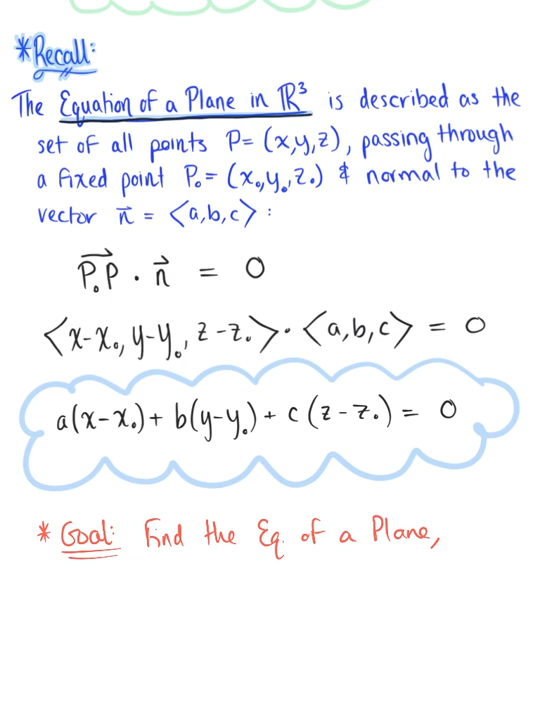 *Recall:
The Equation of a Plane in ℝ³ is described as the
set of all points P = (x,y,z), passing through
a fixed point P₀ = (x₀,y₀,z₀) & normal to the
vector n⃗ = ⟨a,b,c⟩ :
P₀P⃗ · n⃗ = 0
⟨x-x₀, y-y₀, z-z₀⟩ · ⟨a,b,c⟩ = 0
a(x-x₀) + b(y-y₀) + c(z-z₀) = 0
* Goal: Find the Eq. of a Plane,